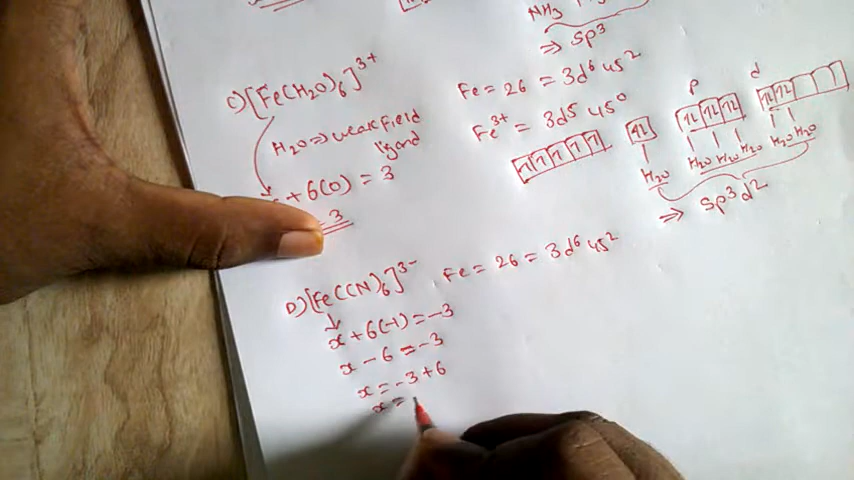 NH3
⇒ sp³
C) [Fe(H2O)6]³⁺
H2O ⇒ weak field
ligand
x + 6(0) = 3
= 3
Fe = 26 = 3d⁶ 4s²
Fe³⁺ = 3d⁵ 4s⁰
p
d
H2O H2O H2O H2O H2O H2O
⇒ sp³d²
D) [Fe(CN)6]³⁻
Fe = 26 = 3d⁶ 4s²
x + 6(-1) = -3
x - 6 = -3
x = -3 + 6
x =